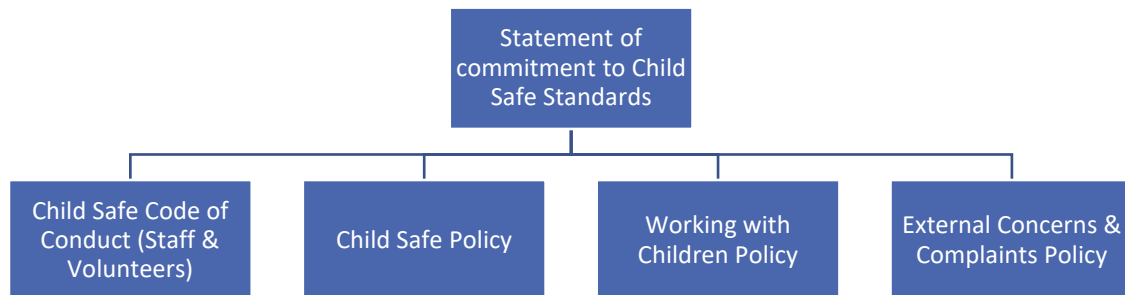 Statement of
commitment to Child
Safe Standards
Child Safe Code of
Conduct (Staff &
Volunteers)
Child Safe Policy
Working with
Children Policy
External Concerns &
Complaints Policy